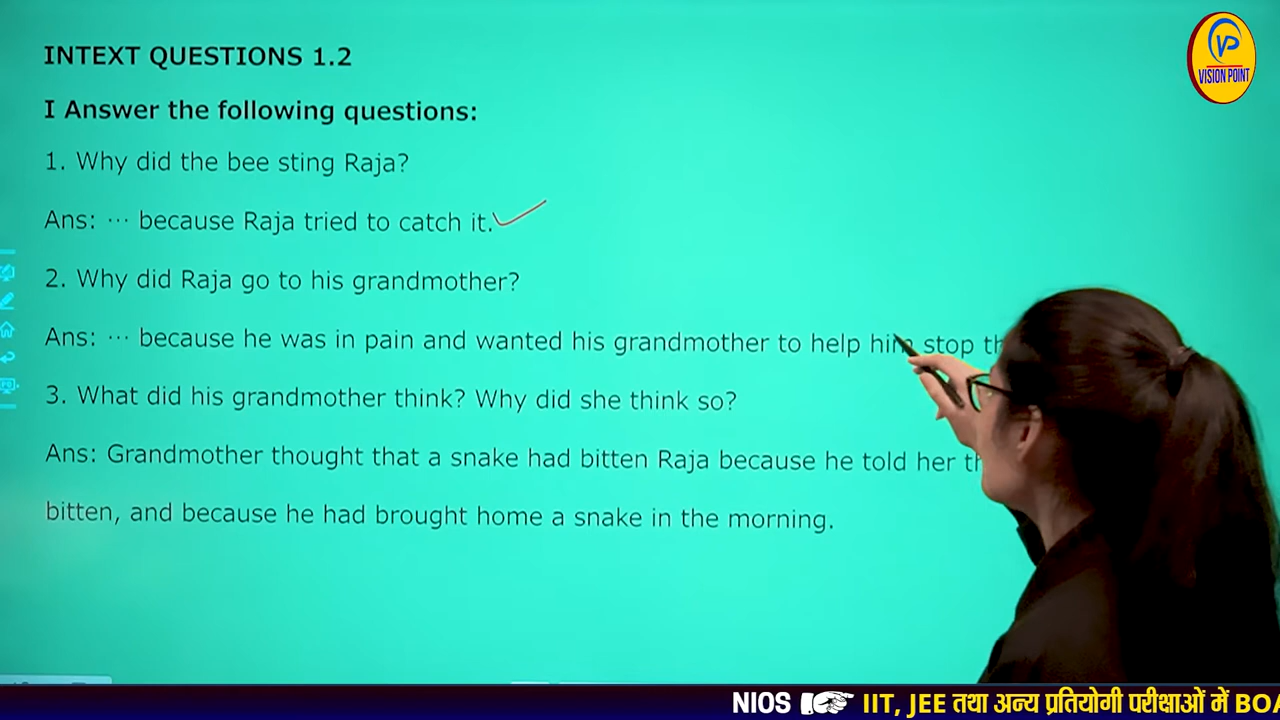 INTEXT QUESTIONS 1.2
VP
VISION POINT
I Answer the following questions:
1. Why did the bee sting Raja?
Ans: ··· because Raja tried to catch it.
2. Why did Raja go to his grandmother?
Ans: ··· because he was in pain and wanted his grandmother to help him stop
3. What did his grandmother think? Why did she think so?
Ans: Grandmother thought that a snake had bitten Raja because he told her
bitten, and because he had brought home a snake in the morning.
NIOS IIT, JEE तथा अन्य प्रतियोगी परीक्षाओं में